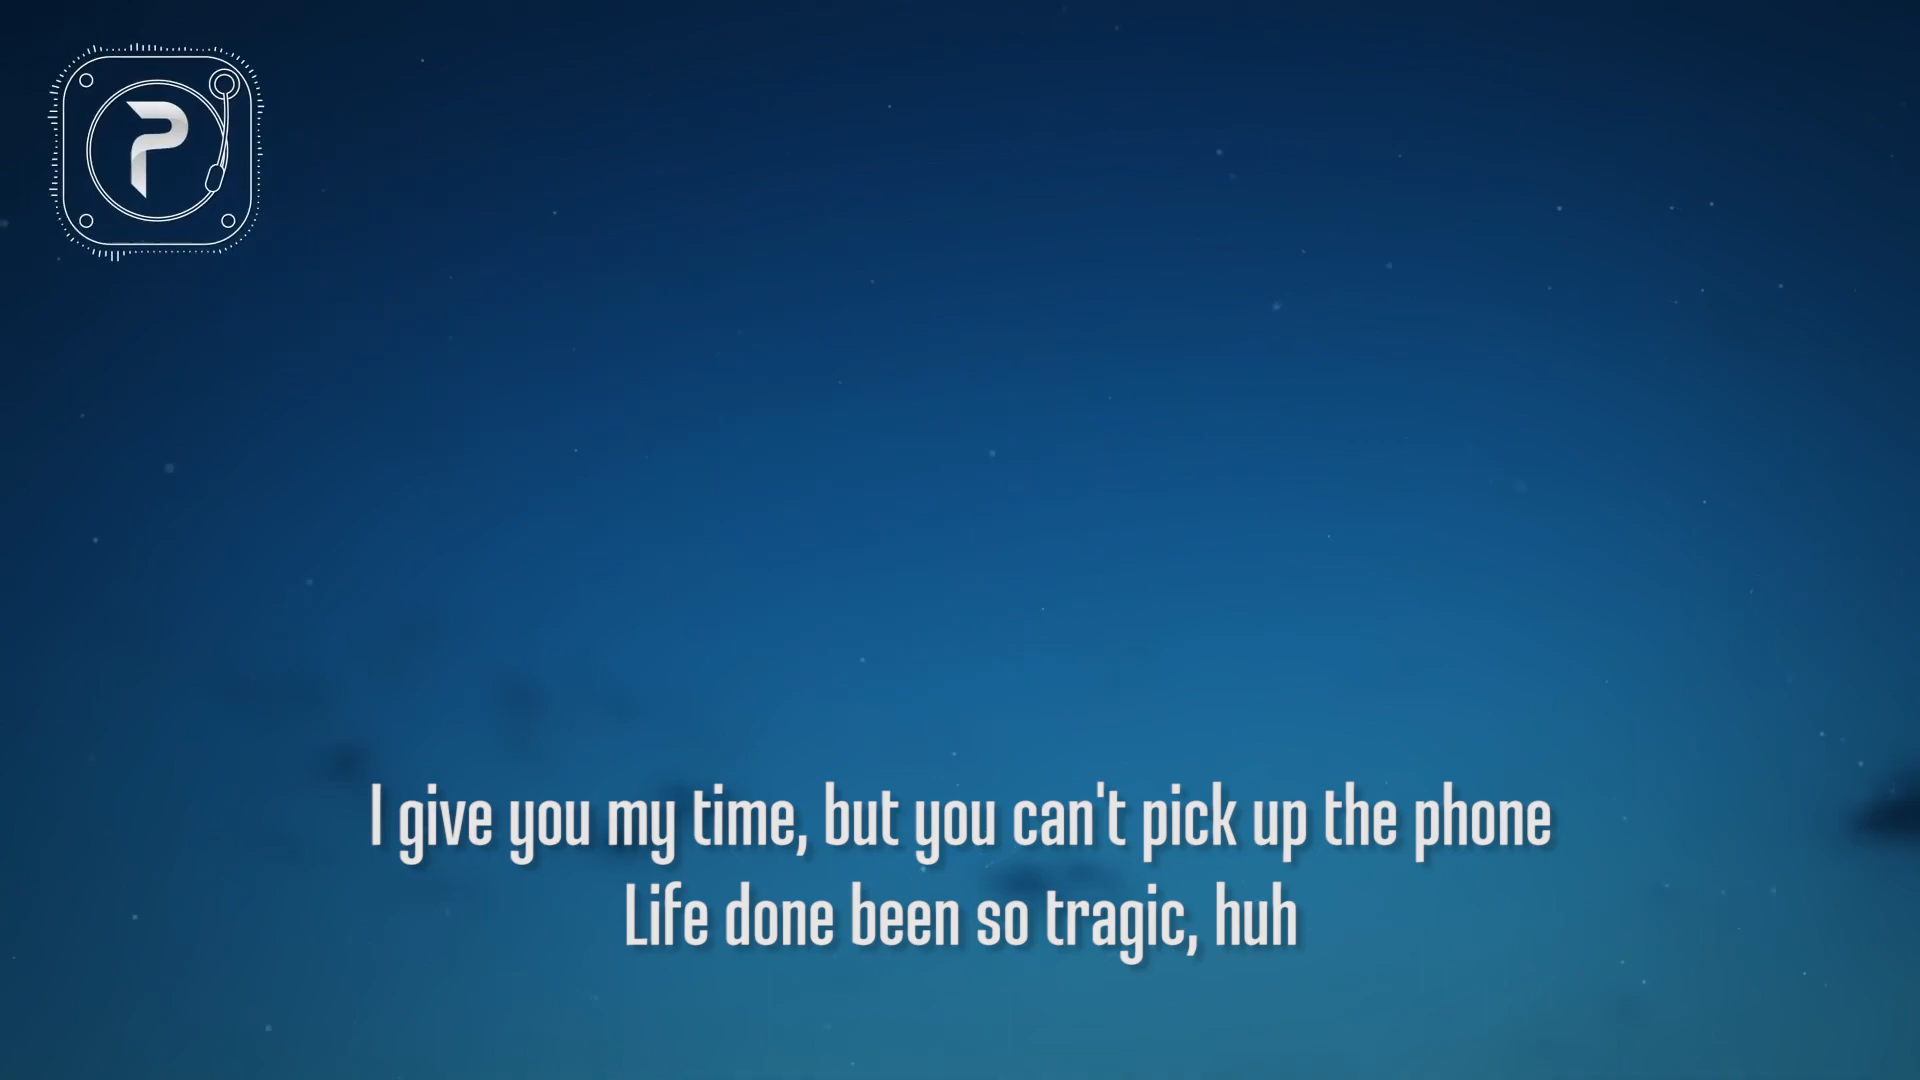 P
I give you my time, but you can't pick up the phone
Life done been so tragic, huh